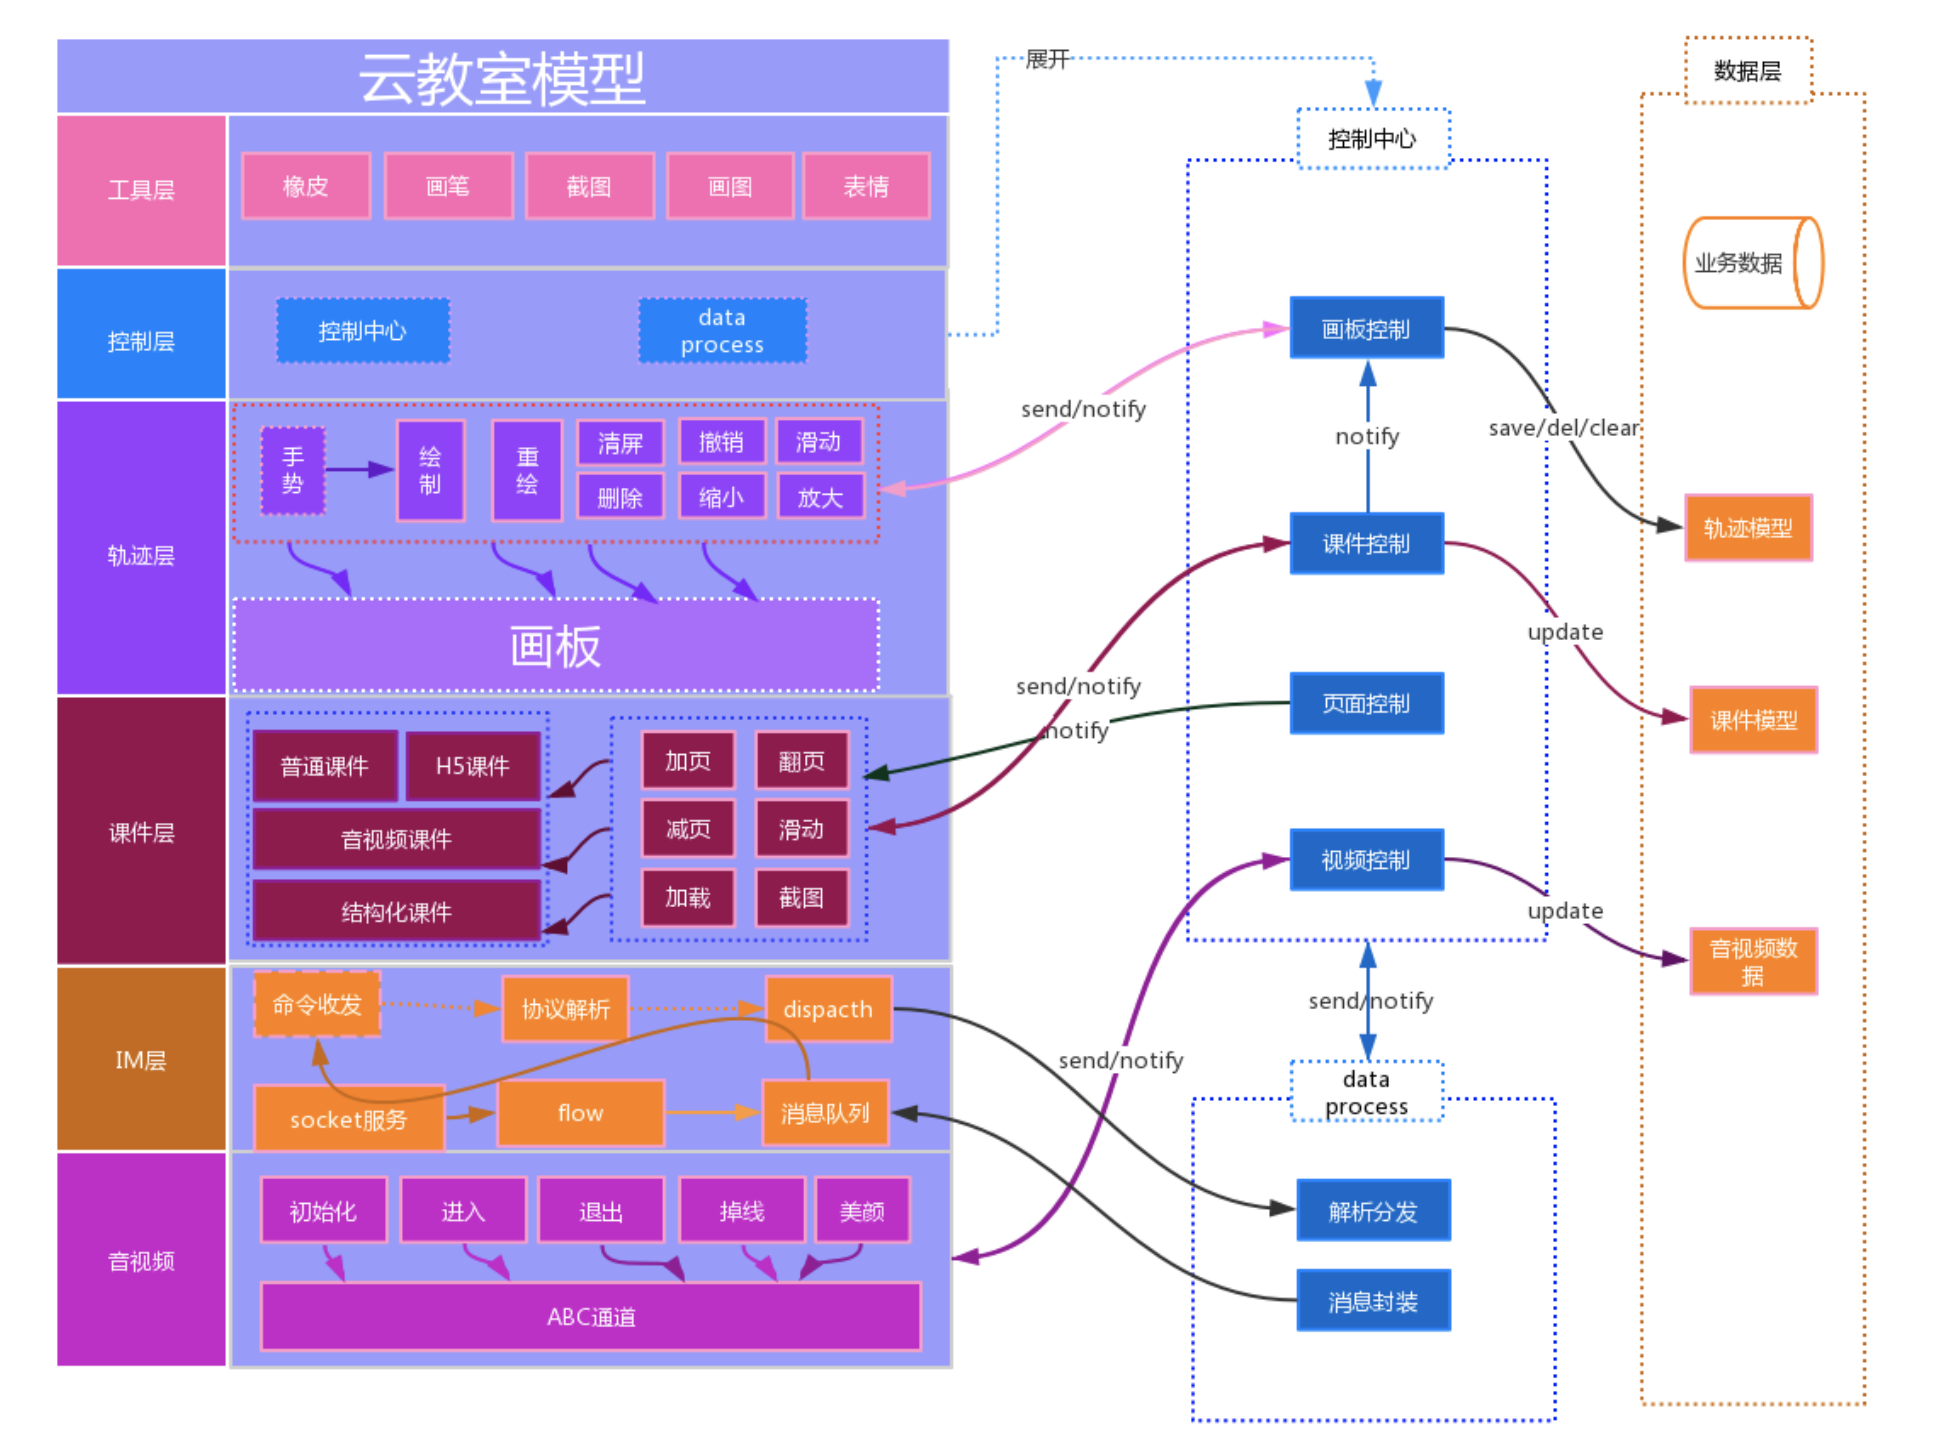 云教室模型
工具层
橡皮
画笔
截图
画图
表情
控制层
控制中心
data
process
轨迹层
手
势
绘
制
重
绘
清屏
撤销
滑动
删除
缩小
放大
画板
课件层
普通课件
H5课件
音视频课件
结构化课件
加页
翻页
减页
滑动
加载
截图
IM层
命令收发
协议解析
dispacth
socket服务
flow
消息队列
音视频
初始化
进入
退出
掉线
美颜
ABC通道
展开
控制中心
画板控制
notify
课件控制
页面控制
视频控制
send/notify
send/notify
notify
send/notify
send/notify
data
process
解析分发
消息封装
save/del/clear
update
update
数据层
业务数据
轨迹模型
课件模型
音视频数
据